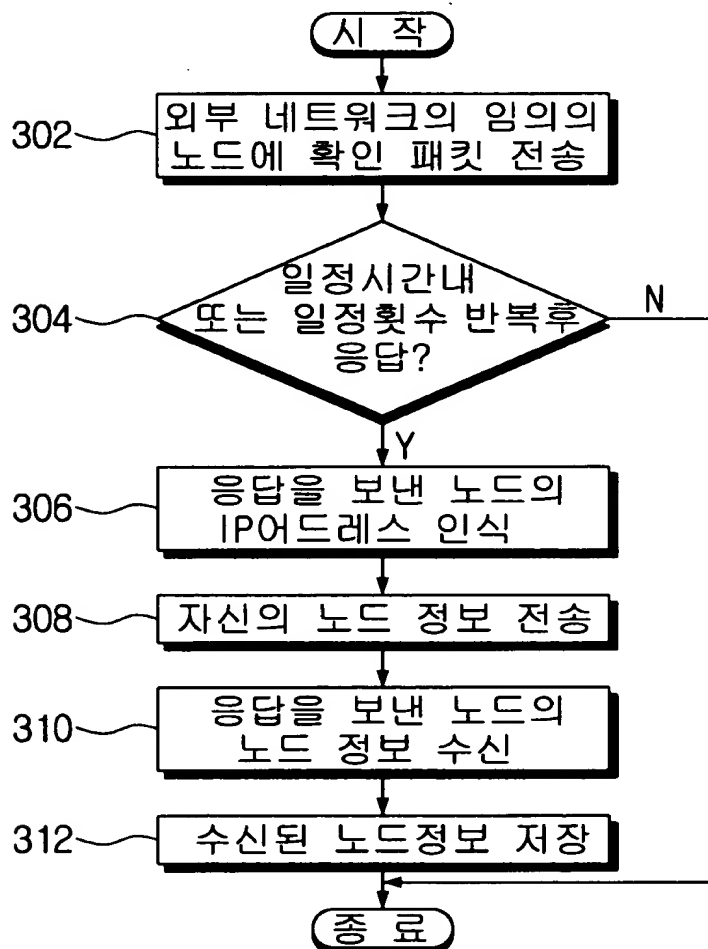 시 작
302
외부 네트워크의 임의의
노드에 확인 패킷 전송
304
일정시간내
또는 일정횟수 반복후
응답?
N
Y
306
응답을 보낸 노드의
IP어드레스 인식
308
자신의 노드 정보 전송
310
응답을 보낸 노드의
노드 정보 수신
312
수신된 노드정보 저장
종 료